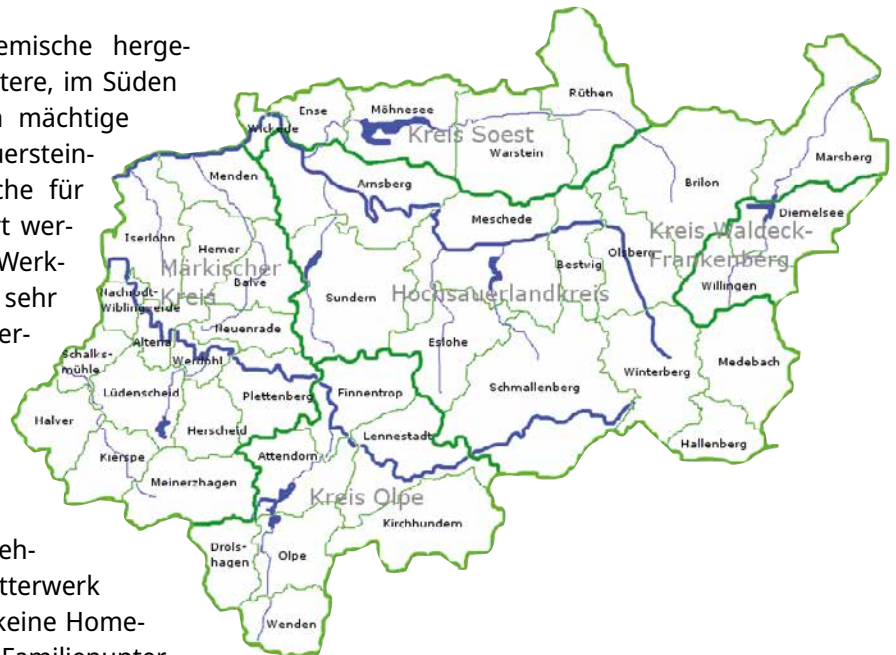 emische herge-
tere, im Süden
mächtige
uerstein-
che für
t wer-
Werk-
sehr
er-
eh-
tterwerk
keine Home-
Familienunter
Rüthen
Ense
Möhnesee
Wickede
Kreis Soest
Warstein
Marsberg
Menden
Arnsberg
Brilon
Meschede
Diemelsee
Iserlohn
Hemer
Kreis Waldeck-
Frankenberg
Olsberg
Bestwig
Märkischer
Kreis
Balve
Willingen
Nachrodt-
Wiblingwerde
Sundern
Hochsauerlandkreis
Neuenrade
Altena
Eslohe
Schalks-
mühle
Werdohl
Winterberg
Medebach
Lüdenscheid
Plettenberg
Finnentrop
Schmallenberg
Halver
Herscheid
Lennestadt
Hallenberg
Kierspe
Attendorn
Meinerzhagen
Kreis Olpe
Kirchhundem
Drols-
hagen
Olpe
Wenden